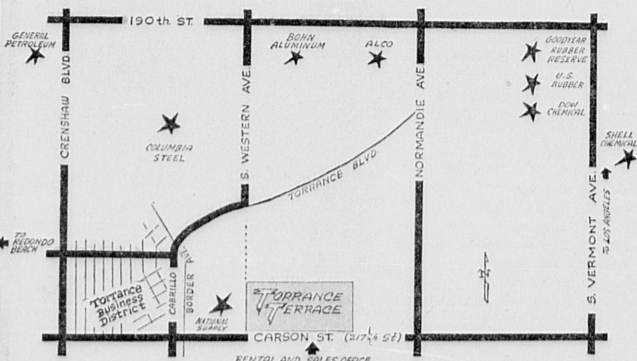 190th ST.
GENERAL
PETROLEUM
BOHN
ALUMINUM
ALCO
GOODYEAR
RUBBER
RESERVE
U.S.
RUBBER
DOW
CHEMICAL
SHELL
CHEMICAL
CRENSHAW BLVD.
S. WESTERN AVE.
NORMANDIE AVE.
S. VERMONT AVE.
TO LOS ANGELES
COLUMBIA
STEEL
TORRANCE BLVD.
TO
REDONDO
BEACH
Torrance
Business
District
CABRILLO
BORDER AVE.
NATIONAL
SUPPLY
TORRANCE
TERRACE
CARSON ST. (217th St)
RENTAL AND SALES OFFICE